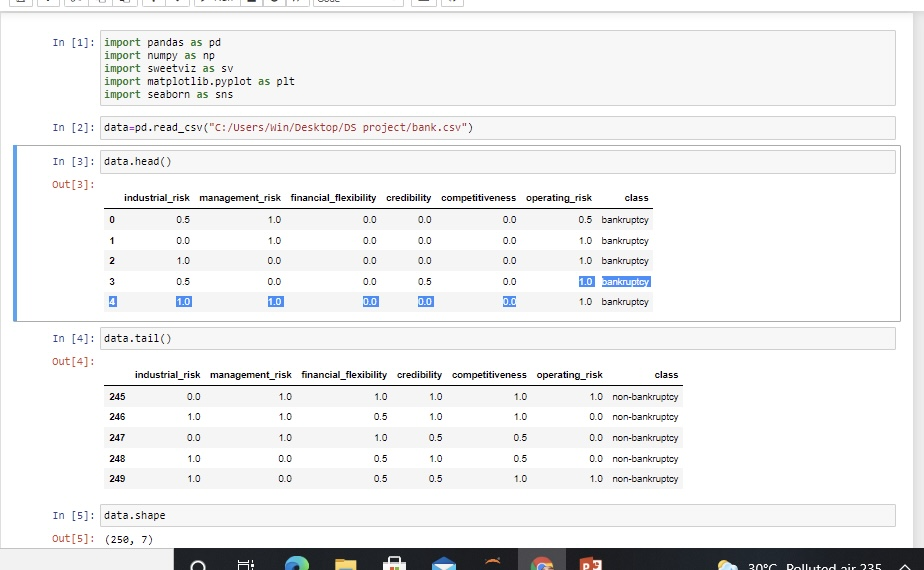 In [1]: import pandas as pd
import numpy as np
import sweetviz as sv
import matplotlib.pyplot as plt
import seaborn as sns
In [2]: data=pd.read_csv("C:/Users/Win/Desktop/DS project/bank.csv")
In [3]: data.head()
Out[3]:
industrial_risk management_risk financial_flexibility credibility competitiveness operating_risk class
0 0.5 1.0 0.0 0.0 0.0 0.5 bankruptcy
1 0.0 1.0 0.0 0.0 0.0 1.0 bankruptcy
2 1.0 0.0 0.0 0.0 0.0 1.0 bankruptcy
3 0.5 0.0 0.0 0.5 0.0 1.0 bankruptcy
4 1.0 1.0 0.0 0.0 0.0 1.0 bankruptcy
In [4]: data.tail()
Out[4]:
industrial_risk management_risk financial_flexibility credibility competitiveness operating_risk class
245 0.0 1.0 1.0 1.0 1.0 1.0 non-bankruptcy
246 1.0 1.0 0.5 1.0 1.0 0.0 non-bankruptcy
247 0.0 1.0 1.0 0.5 0.5 0.0 non-bankruptcy
248 1.0 0.0 0.5 1.0 0.5 0.0 non-bankruptcy
249 1.0 0.0 0.5 0.5 1.0 1.0 non-bankruptcy
In [5]: data.shape
Out[5]: (250, 7)
30°C Polluted air 235